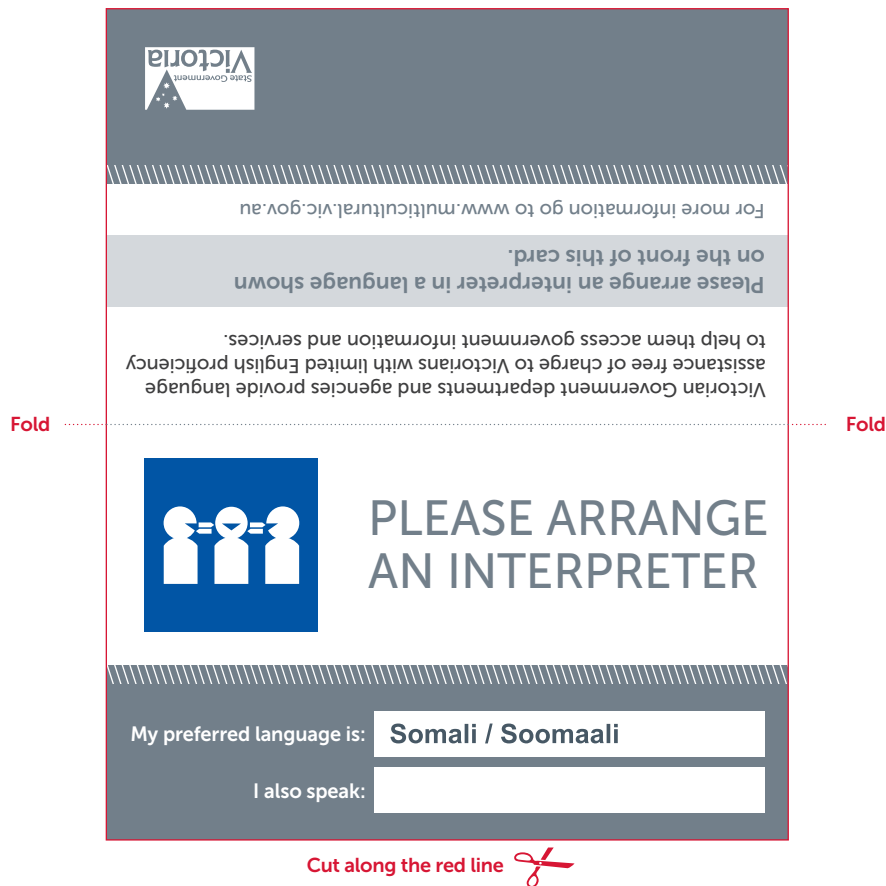 State Government
Victoria
For more information go to www.multicultural.vic.gov.au
Please arrange an interpreter in a language shown
on the front of this card.
Victorian Government departments and agencies provide language
assistance free of charge to Victorians with limited English proficiency
to help them access government information and services.
Fold
Fold
PLEASE ARRANGE
AN INTERPRETER
My preferred language is: Somali / Soomaali
I also speak:
Cut along the red line